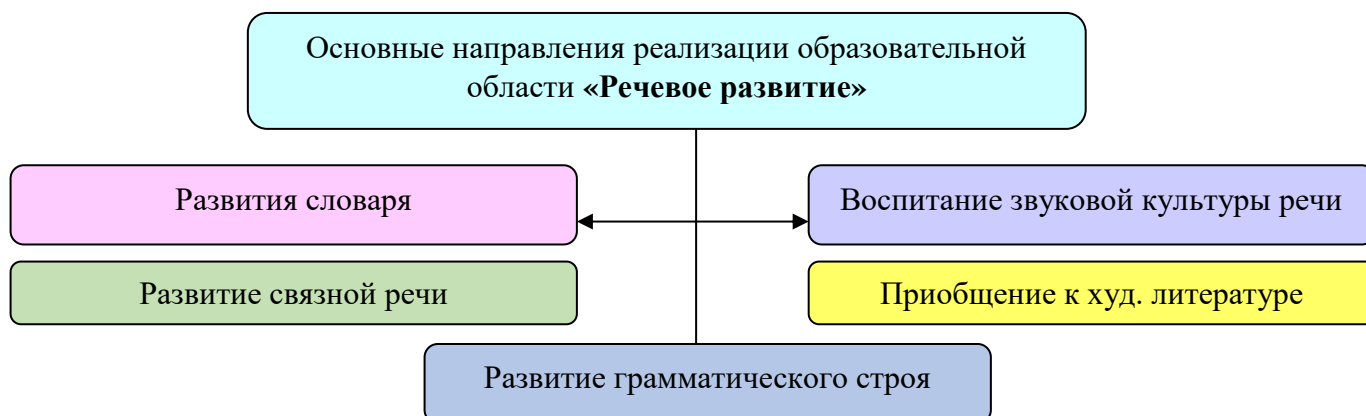 Основные направления реализации образовательной
области «Речевое развитие»
Развития словаря
Воспитание звуковой культуры речи
Развитие связной речи
Приобщение к худ. литературе
Развитие грамматического строя